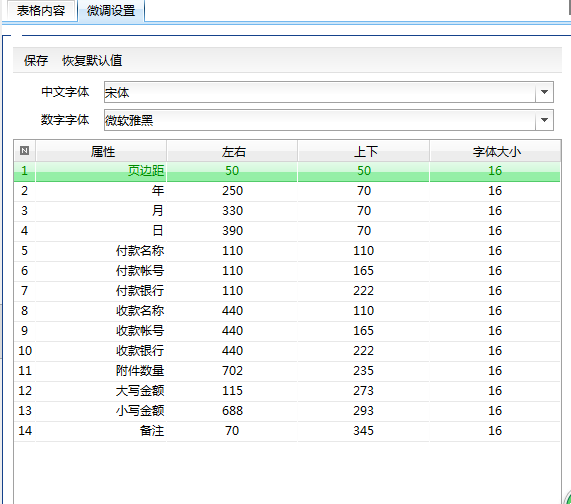 表格内容 微调设置
保存 恢复默认值
中文字体 宋体
数字字体 微软雅黑
N 属性 左右 上下 字体大小
1 页边距 50 50 16
2 年 250 70 16
3 月 330 70 16
4 日 390 70 16
5 付款名称 110 110 16
6 付款帐号 110 165 16
7 付款银行 110 222 16
8 收款名称 440 110 16
9 收款帐号 440 165 16
10 收款银行 440 222 16
11 附件数量 702 235 16
12 大写金额 115 273 16
13 小写金额 688 293 16
14 备注 70 345 16